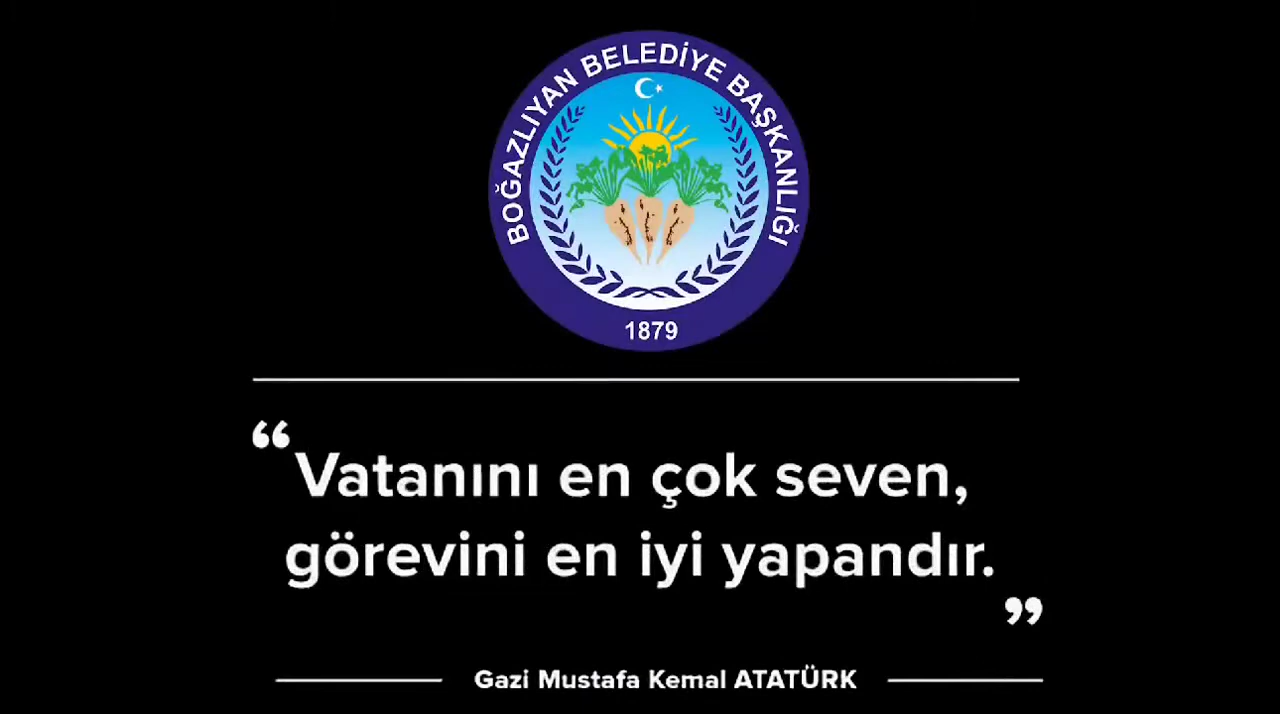 BOĞAZLIYAN BELEDİYE BAŞKANLIĞI
1879
“Vatanını en çok seven,
görevini en iyi yapandır.”
Gazi Mustafa Kemal ATATÜRK